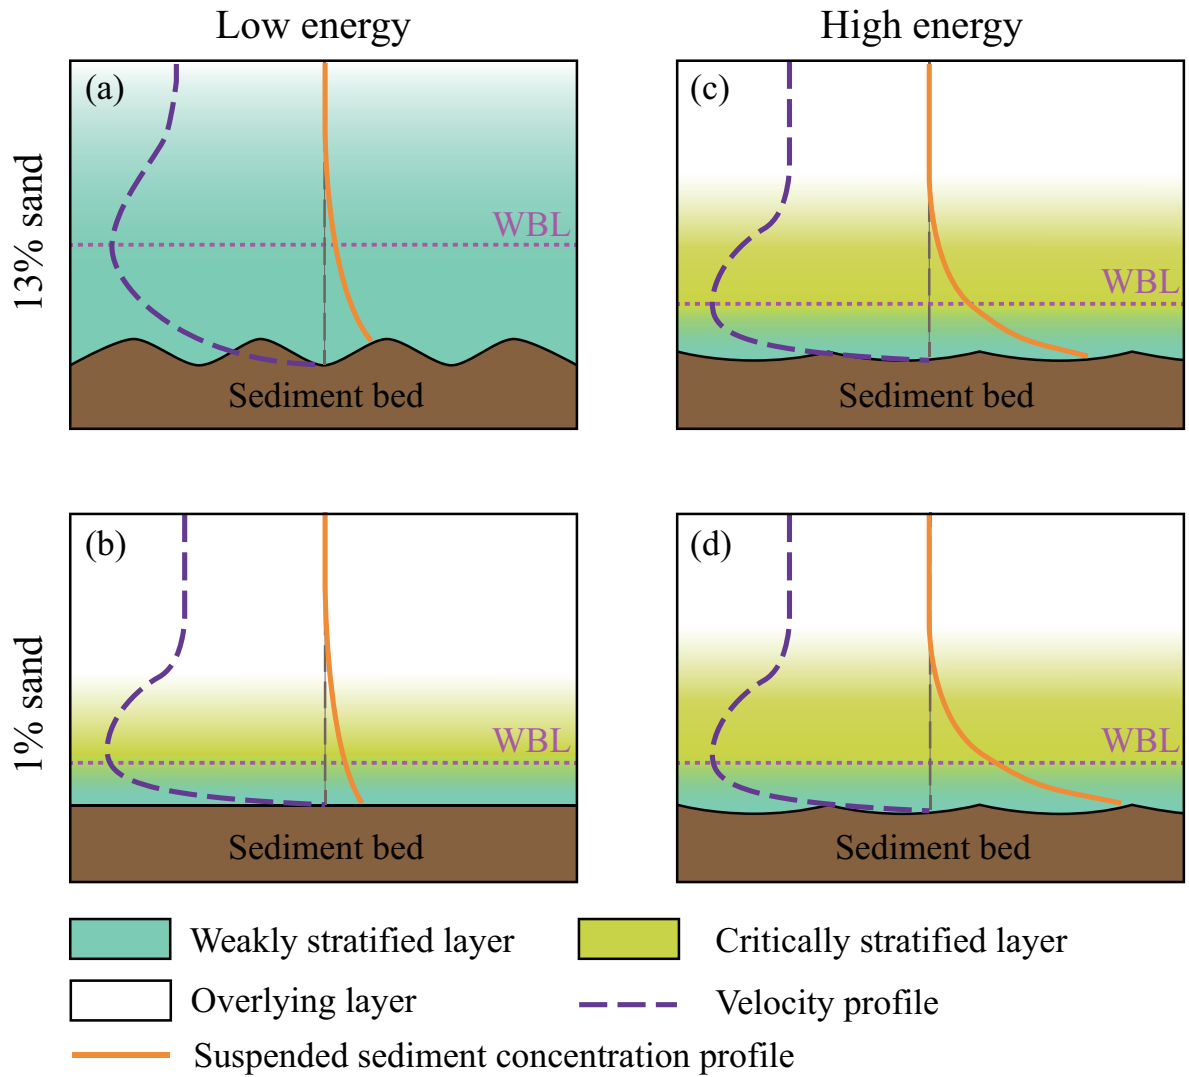 Low energy
High energy
13% sand
(a)
WBL
Sediment bed
(c)
WBL
Sediment bed
1% sand
(b)
WBL
Sediment bed
(d)
WBL
Sediment bed
Weakly stratified layer
Critically stratified layer
Overlying layer
Velocity profile
Suspended sediment concentration profile